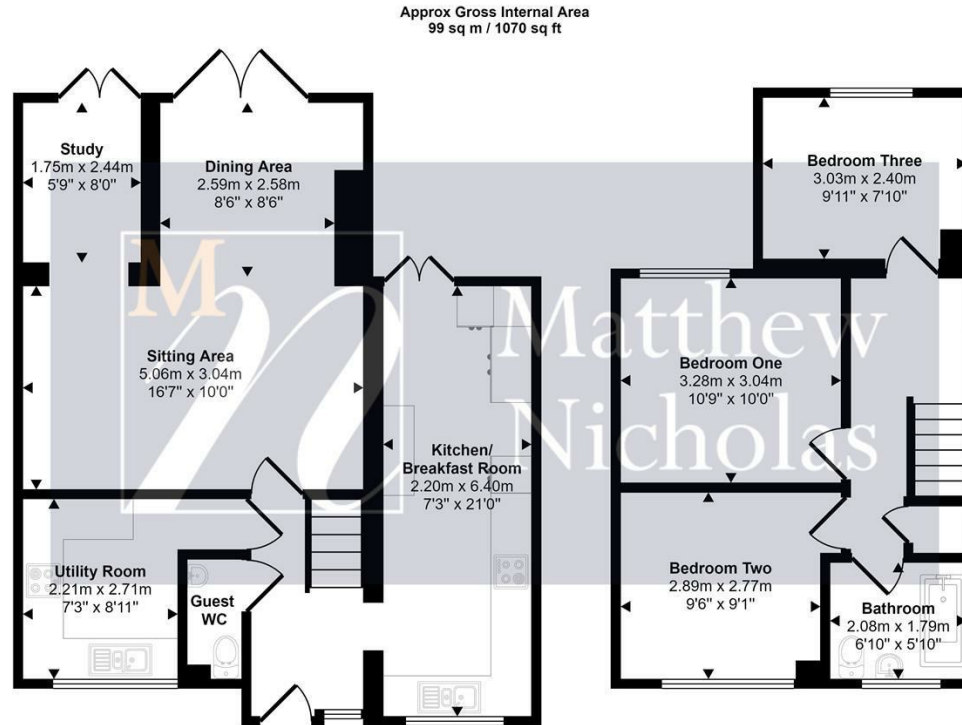 Approx Gross Internal Area
99 sq m / 1070 sq ft
Study
1.75m x 2.44m
5'9" x 8'0"
Dining Area
2.59m x 2.58m
8'6" x 8'6"
Sitting Area
5.06m x 3.04m
16'7" x 10'0"
Kitchen/
Breakfast Room
2.20m x 6.40m
7'3" x 21'0"
Utility Room
2.21m x 2.71m
7'3" x 8'11"
Guest
WC
Bedroom Three
3.03m x 2.40m
9'11" x 7'10"
Bedroom One
3.28m x 3.04m
10'9" x 10'0"
Bedroom Two
2.89m x 2.77m
9'6" x 9'1"
Bathroom
2.08m x 1.79m
6'10" x 5'10"
M
n
Matthew
Nicholas